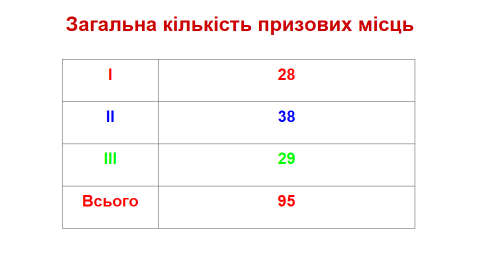 Загальна кількість призових місць
I 28
II 38
III 29
Всього 95